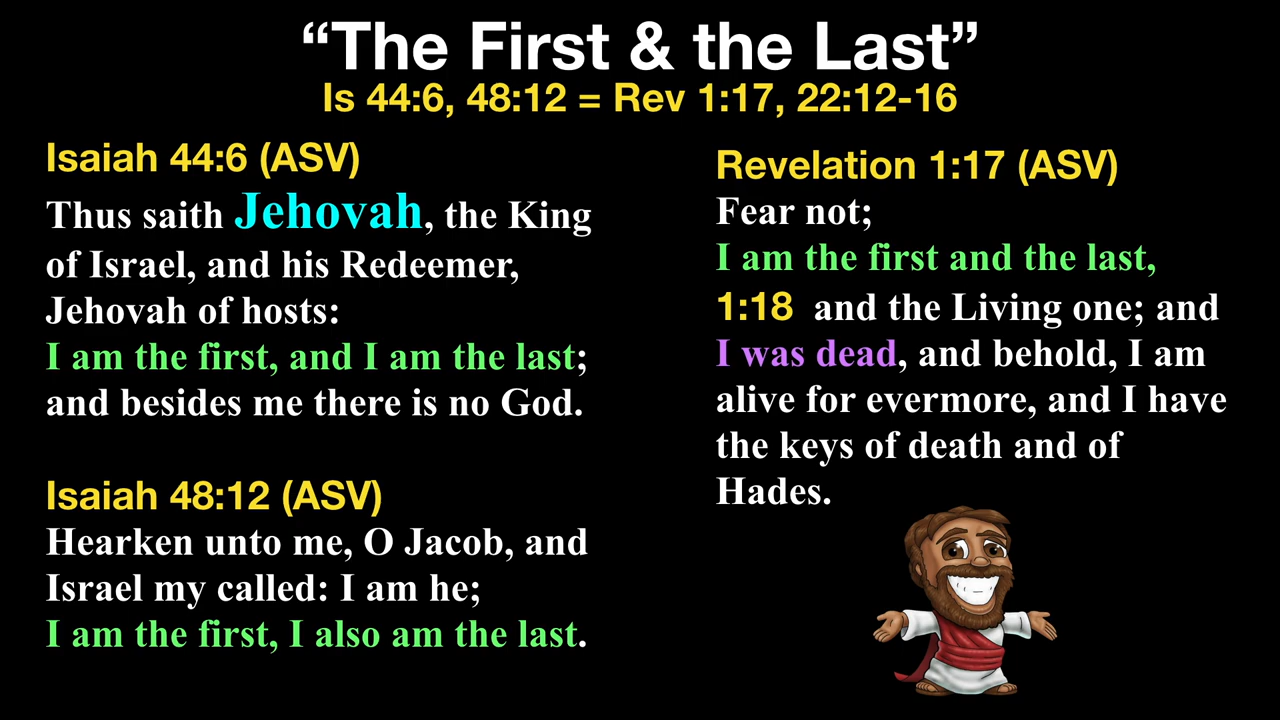 “The First & the Last”
Is 44:6, 48:12 = Rev 1:17, 22:12-16
Isaiah 44:6 (ASV)
Thus saith Jehovah, the King
of Israel, and his Redeemer,
Jehovah of hosts:
I am the first, and I am the last;
and besides me there is no God.
Isaiah 48:12 (ASV)
Hearken unto me, O Jacob, and
Israel my called: I am he;
I am the first, I also am the last.
Revelation 1:17 (ASV)
Fear not;
I am the first and the last,
1:18 and the Living one; and
I was dead, and behold, I am
alive for evermore, and I have
the keys of death and of
Hades.